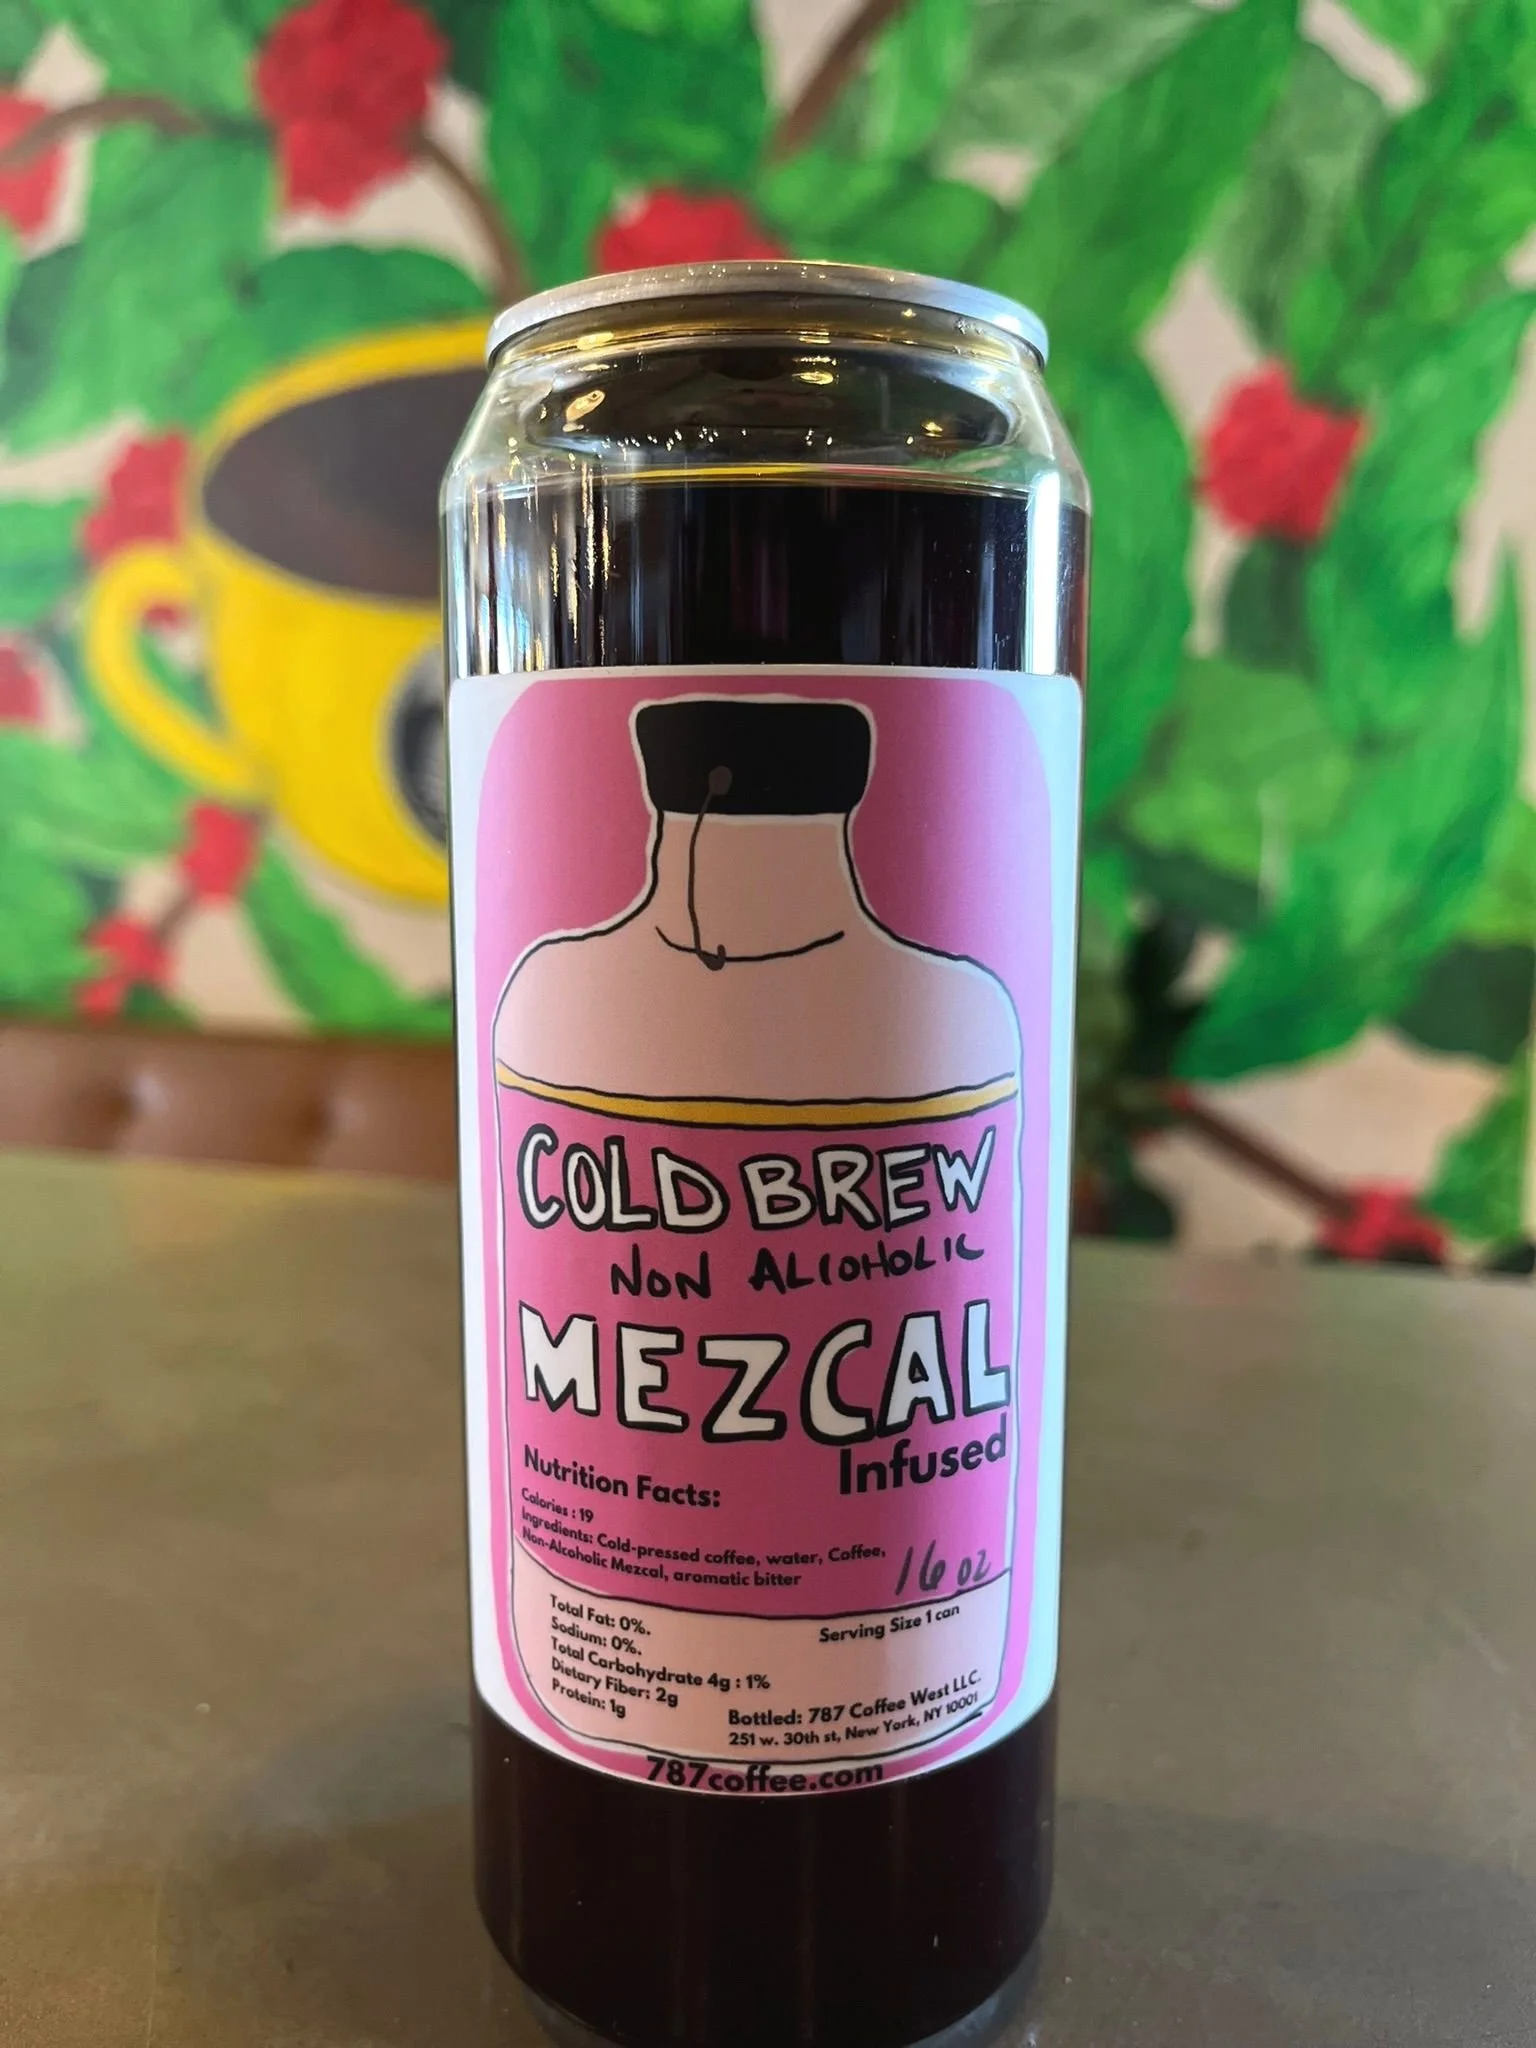 COLD BREW
NON ALCOHOLIC
MEZCAL
Infused
Nutrition Facts:
Calories : 19
Ingredients: Cold-pressed coffee, water, Coffee,
Non-Alcoholic Mezcal, aromatic bitter
16 oz
Total Fat: 0%.
Sodium: 0%.
Total Carbohydrate 4g : 1%
Dietary Fiber: 2g
Protein: 1g
Serving Size 1 can
Bottled: 787 Coffee West LLC.
251 w. 30th st, New York, NY 10001
787coffee.com